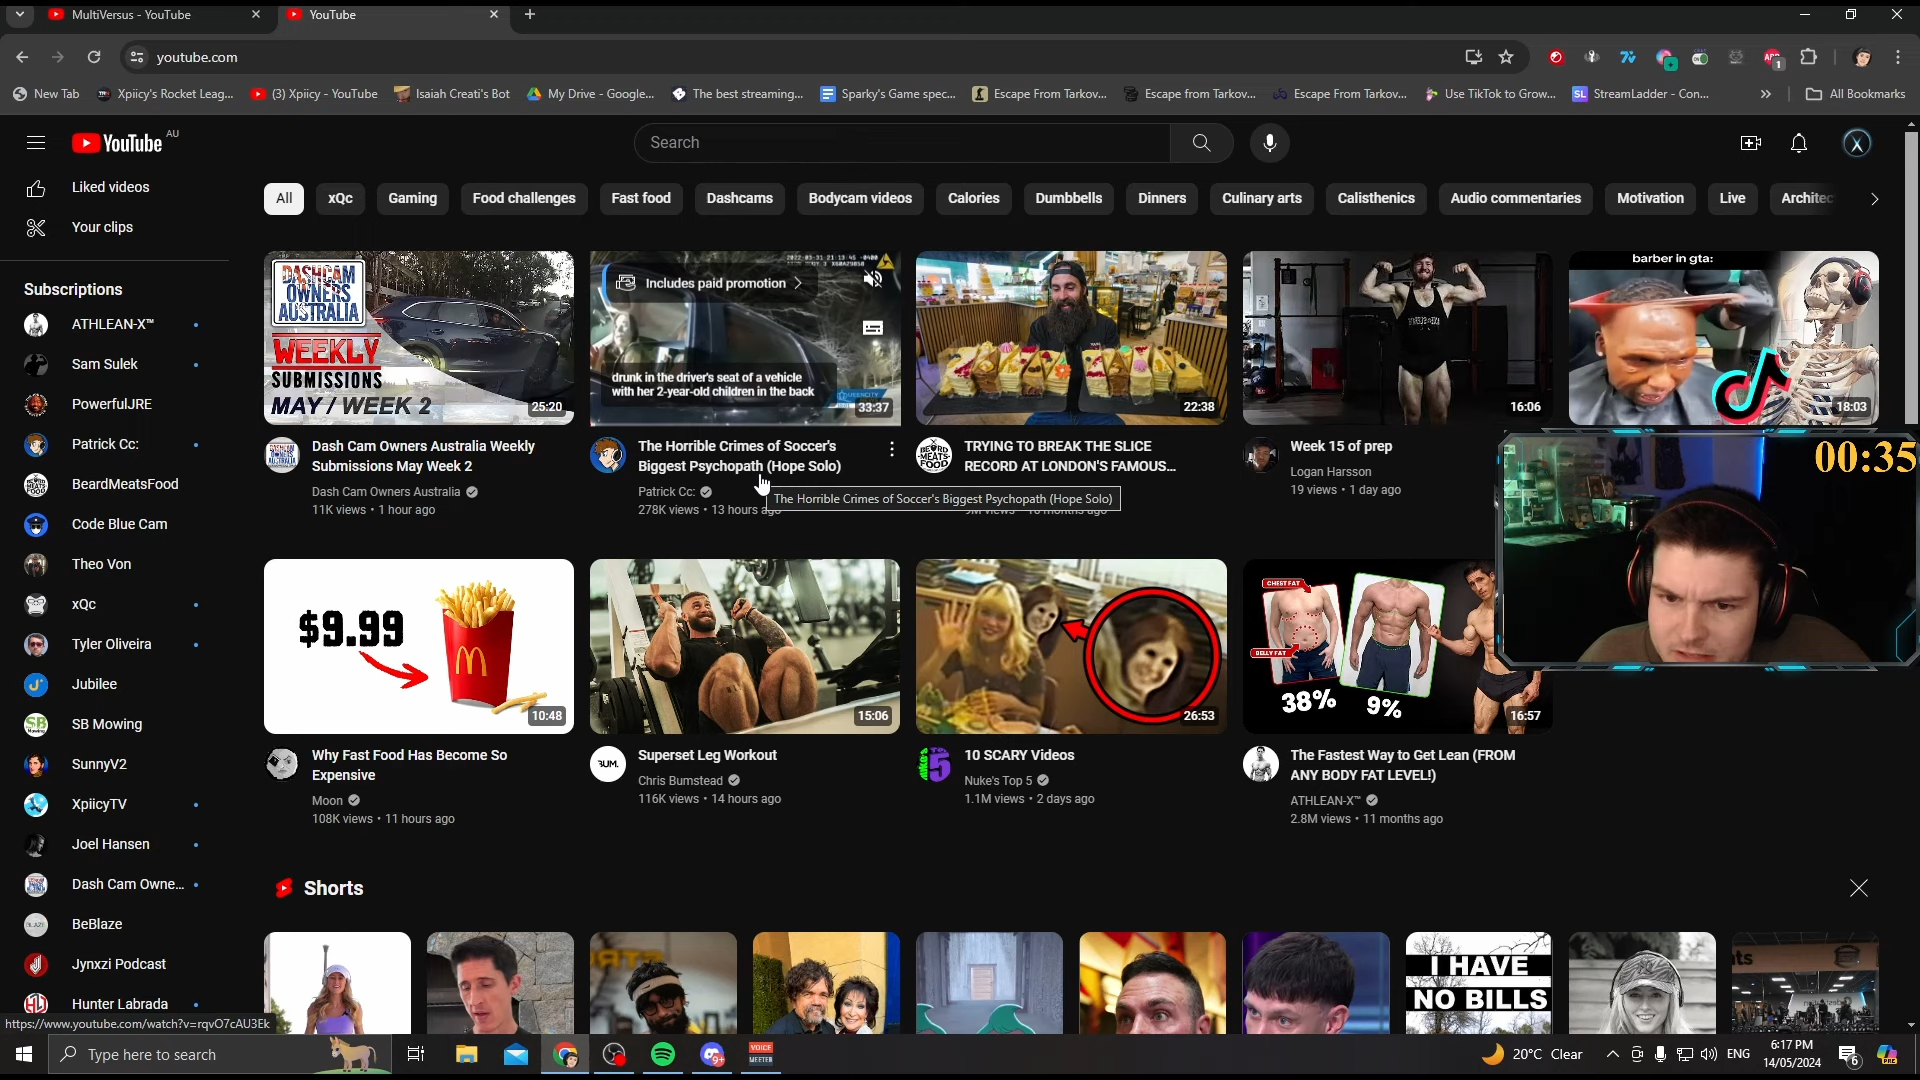 MultiVersus - YouTube
YouTube
youtube.com
New Tab
Xpiicy's Rocket Leag...
(3) Xpiicy - YouTube
Isaiah Creati's Bot
My Drive - Google...
The best streaming...
Sparky's Game spec...
Escape From Tarkov...
Escape from Tarkov...
Escape From Tarkov...
Use TikTok to Grow...
StreamLadder - Con...
All Bookmarks
YouTube AU
Search
Liked videos
Your clips
Subscriptions
ATHLEAN-X™
Sam Sulek
PowerfulJRE
Patrick Cc:
BeardMeatsFood
Code Blue Cam
Theo Von
xQc
Tyler Oliveira
Jubilee
SB Mowing
SunnyV2
XpiicyTV
Joel Hansen
Dash Cam Owne...
BeBlaze
Jynxzi Podcast
Hunter Labrada
All
xQc
Gaming
Food challenges
Fast food
Dashcams
Bodycam videos
Calories
Dumbbells
Dinners
Culinary arts
Calisthenics
Audio commentaries
Motivation
Live
Architec
DASHCAM
OWNERS
AUSTRALIA
WEEKLY
SUBMISSIONS
MAY / WEEK 2
25:20
Dash Cam Owners Australia Weekly
Submissions May Week 2
Dash Cam Owners Australia
11K views • 1 hour ago
Includes paid promotion
drunk in the driver's seat of a vehicle
with her 2-year-old children in the back
33:37
The Horrible Crimes of Soccer's
Biggest Psychopath (Hope Solo)
Patrick Cc:
278K views • 13 hours ago
The Horrible Crimes of Soccer's Biggest Psychopath (Hope Solo)
22:38
TRYING TO BREAK THE SLICE
RECORD AT LONDON'S FAMOUS...
16:06
Week 15 of prep
Logan Harsson
19 views • 1 day ago
barber in gta:
18:03
00:35
$9.99
10:48
Why Fast Food Has Become So
Expensive
Moon
108K views • 11 hours ago
15:06
Superset Leg Workout
Chris Bumstead
116K views • 14 hours ago
26:53
10 SCARY Videos
Nuke's Top 5
1.1M views • 2 days ago
CHEST FAT
BELLY FAT
38%
9%
16:57
The Fastest Way to Get Lean (FROM
ANY BODY FAT LEVEL!)
ATHLEAN-X™
2.8M views • 11 months ago
Shorts
I HAVE
NO BILLS
https://www.youtube.com/watch?v=rqvO7cAU3Ek
Type here to search
VOICE
MEETER
20°C Clear
ENG
6:17 PM
14/05/2024